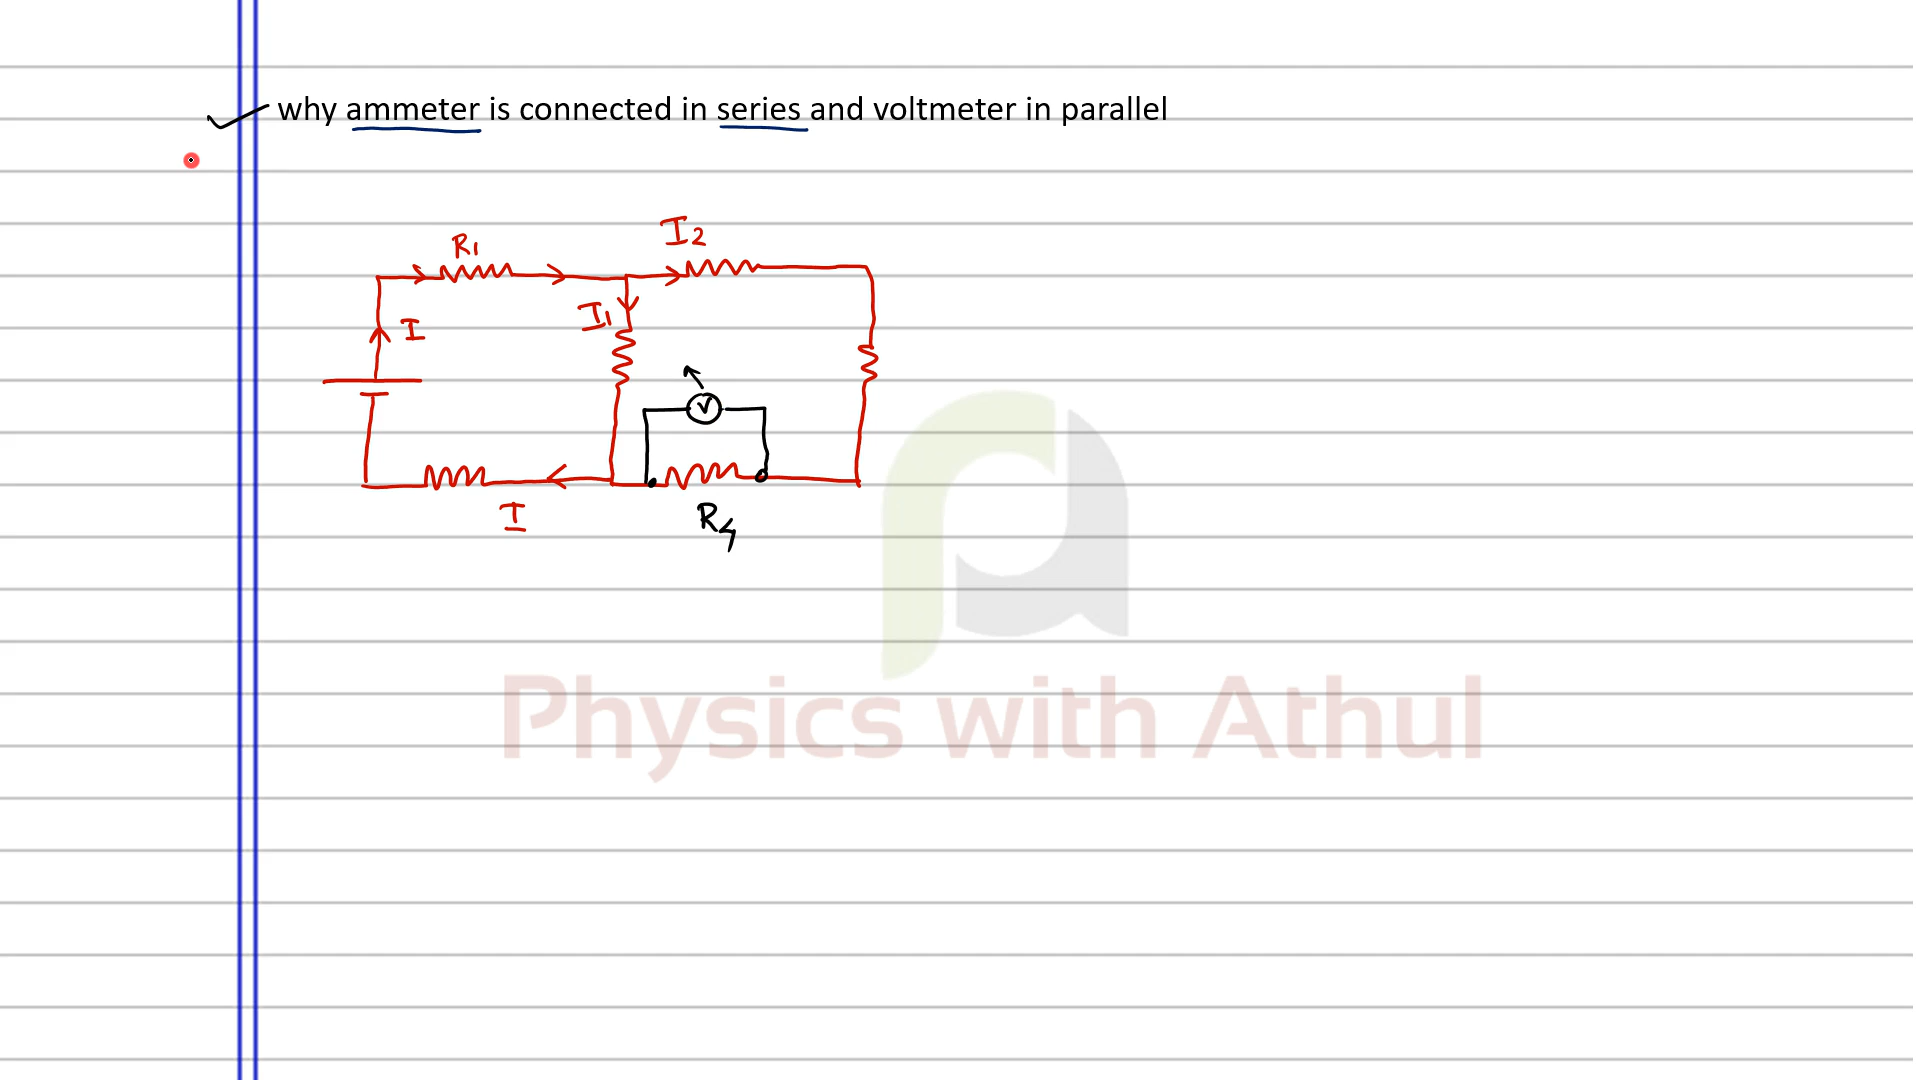 why ammeter is connected in series and voltmeter in parallel
I2
R1
I1
I
V
I
R4
Physics with Athul